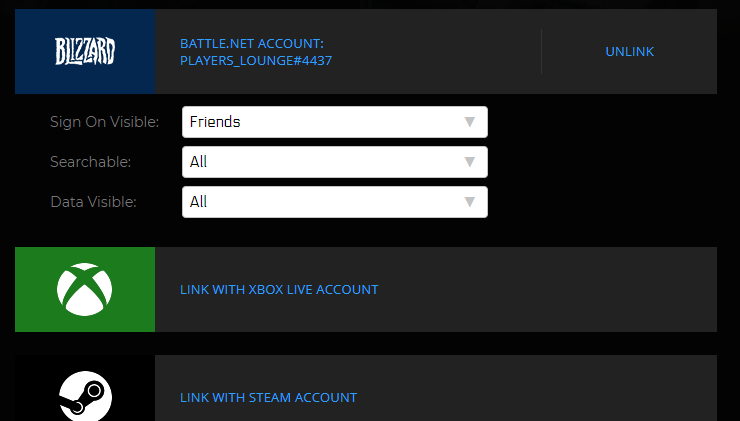 BLIZZARD
BATTLE.NET ACCOUNT:
PLAYERS_LOUNGE#4437
UNLINK
Sign On Visible:
Friends
Searchable:
All
Data Visible:
All
LINK WITH XBOX LIVE ACCOUNT
LINK WITH STEAM ACCOUNT